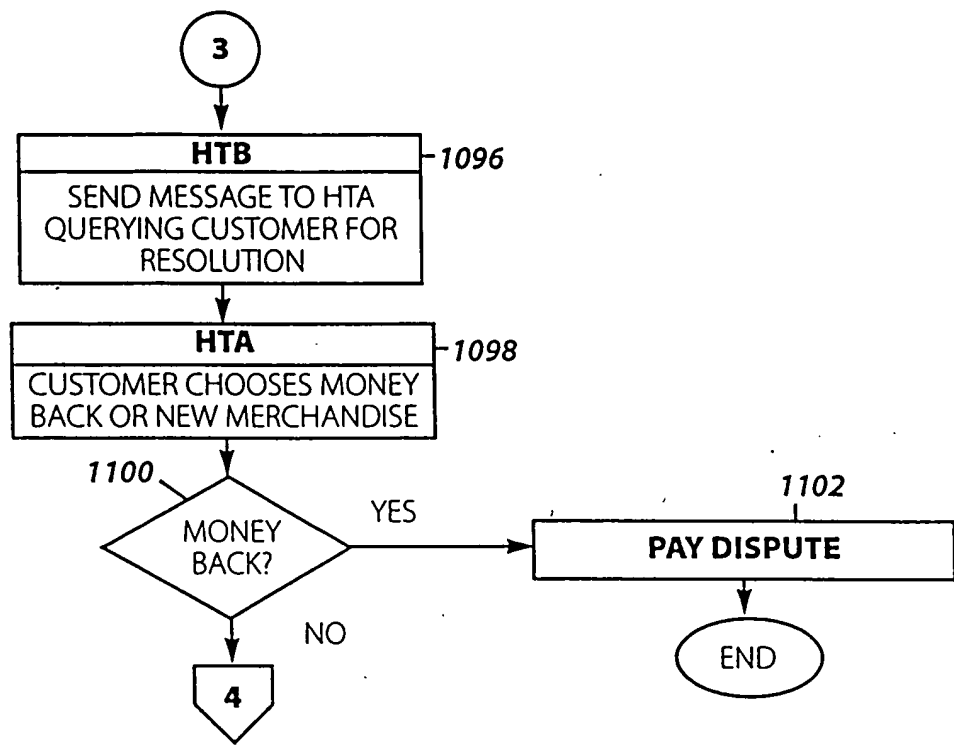 3
HTB
1096
SEND MESSAGE TO HTA
QUERYING CUSTOMER FOR
RESOLUTION
HTA
1098
CUSTOMER CHOOSES MONEY
BACK OR NEW MERCHANDISE
1100
MONEY
BACK?
YES
1102
PAY DISPUTE
NO
END
4